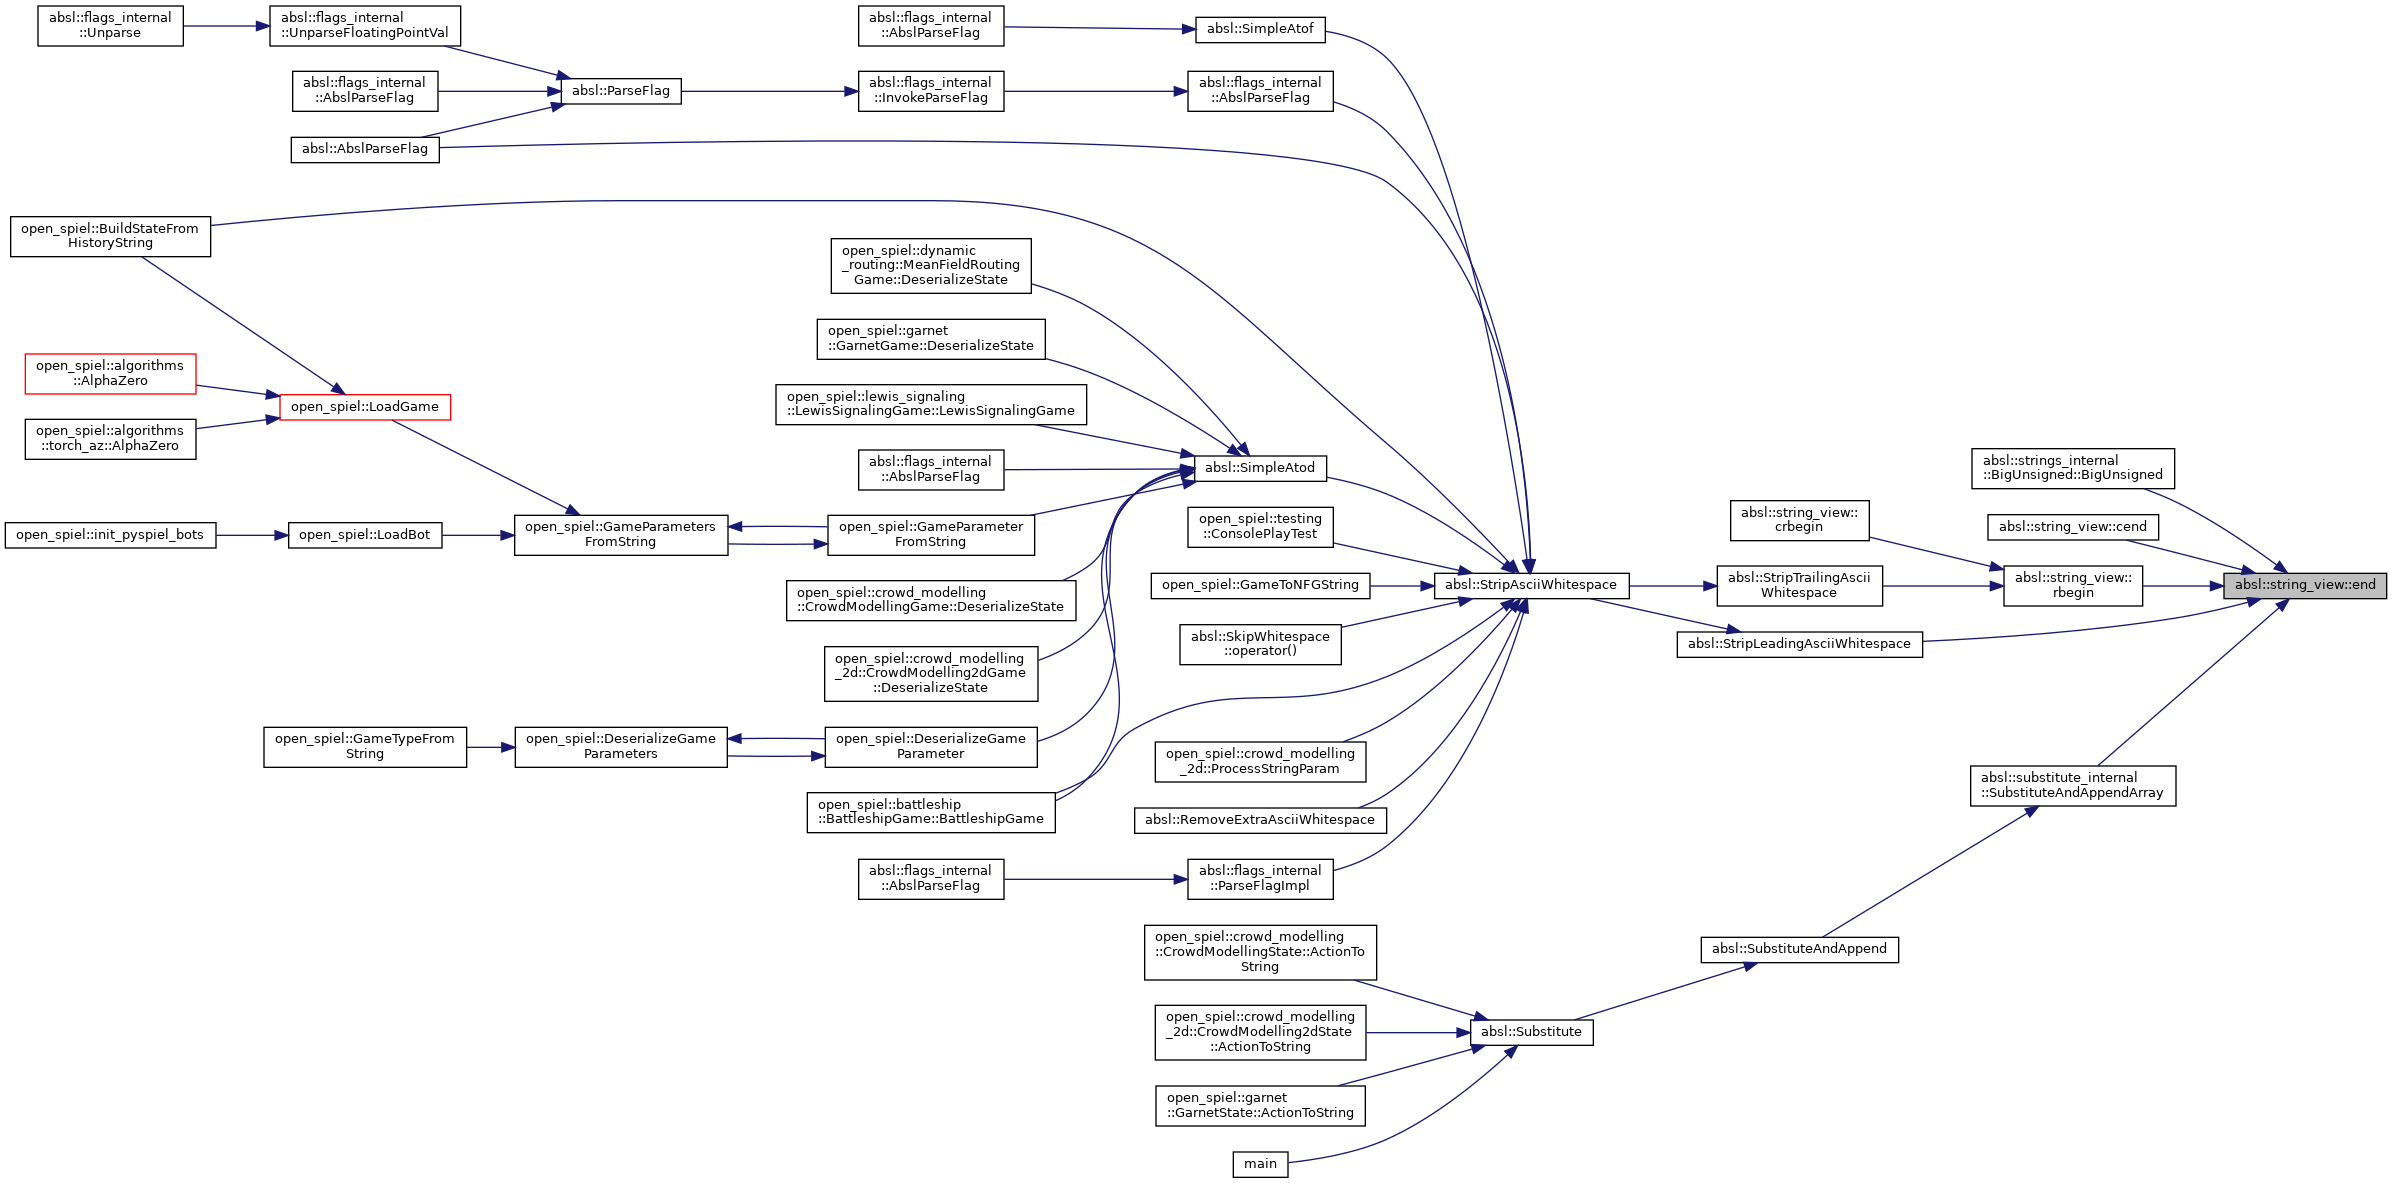 absl::flags_internal
::Unparse
absl::flags_internal
::UnparseFloatingPointVal
absl::flags_internal
::AbslParseFlag
absl::SimpleAtof
absl::flags_internal
::AbslParseFlag
absl::ParseFlag
absl::flags_internal
::InvokeParseFlag
absl::flags_internal
::AbslParseFlag
absl::AbslParseFlag
open_spiel::BuildStateFrom
HistoryString
open_spiel::dynamic
_routing::MeanFieldRouting
Game::DeserializeState
open_spiel::garnet
::GarnetGame::DeserializeState
open_spiel::algorithms
::AlphaZero
open_spiel::LoadGame
open_spiel::lewis_signaling
::LewisSignalingGame::LewisSignalingGame
open_spiel::algorithms
::torch_az::AlphaZero
absl::flags_internal
::AbslParseFlag
absl::SimpleAtod
absl::strings_internal
::BigUnsigned::BigUnsigned
open_spiel::init_pyspiel_bots
open_spiel::LoadBot
open_spiel::GameParameters
FromString
open_spiel::GameParameter
FromString
open_spiel::testing
::ConsolePlayTest
absl::string_view::
crbegin
absl::string_view::cend
open_spiel::crowd_modelling
::CrowdModellingGame::DeserializeState
open_spiel::GameToNFGString
absl::StripAsciiWhitespace
absl::StripTrailingAscii
Whitespace
absl::string_view::
rbegin
absl::string_view::end
open_spiel::crowd_modelling
_2d::CrowdModelling2dGame
::DeserializeState
absl::SkipWhitespace
::operator()
absl::StripLeadingAsciiWhitespace
open_spiel::GameTypeFrom
String
open_spiel::DeserializeGame
Parameters
open_spiel::DeserializeGame
Parameter
open_spiel::crowd_modelling
_2d::ProcessStringParam
absl::substitute_internal
::SubstituteAndAppendArray
open_spiel::battleship
::BattleshipGame::BattleshipGame
absl::RemoveExtraAsciiWhitespace
absl::flags_internal
::AbslParseFlag
absl::flags_internal
::ParseFlagImpl
open_spiel::crowd_modelling
::CrowdModellingState::ActionTo
String
absl::SubstituteAndAppend
open_spiel::crowd_modelling
_2d::CrowdModelling2dState
::ActionToString
absl::Substitute
open_spiel::garnet
::GarnetState::ActionToString
main